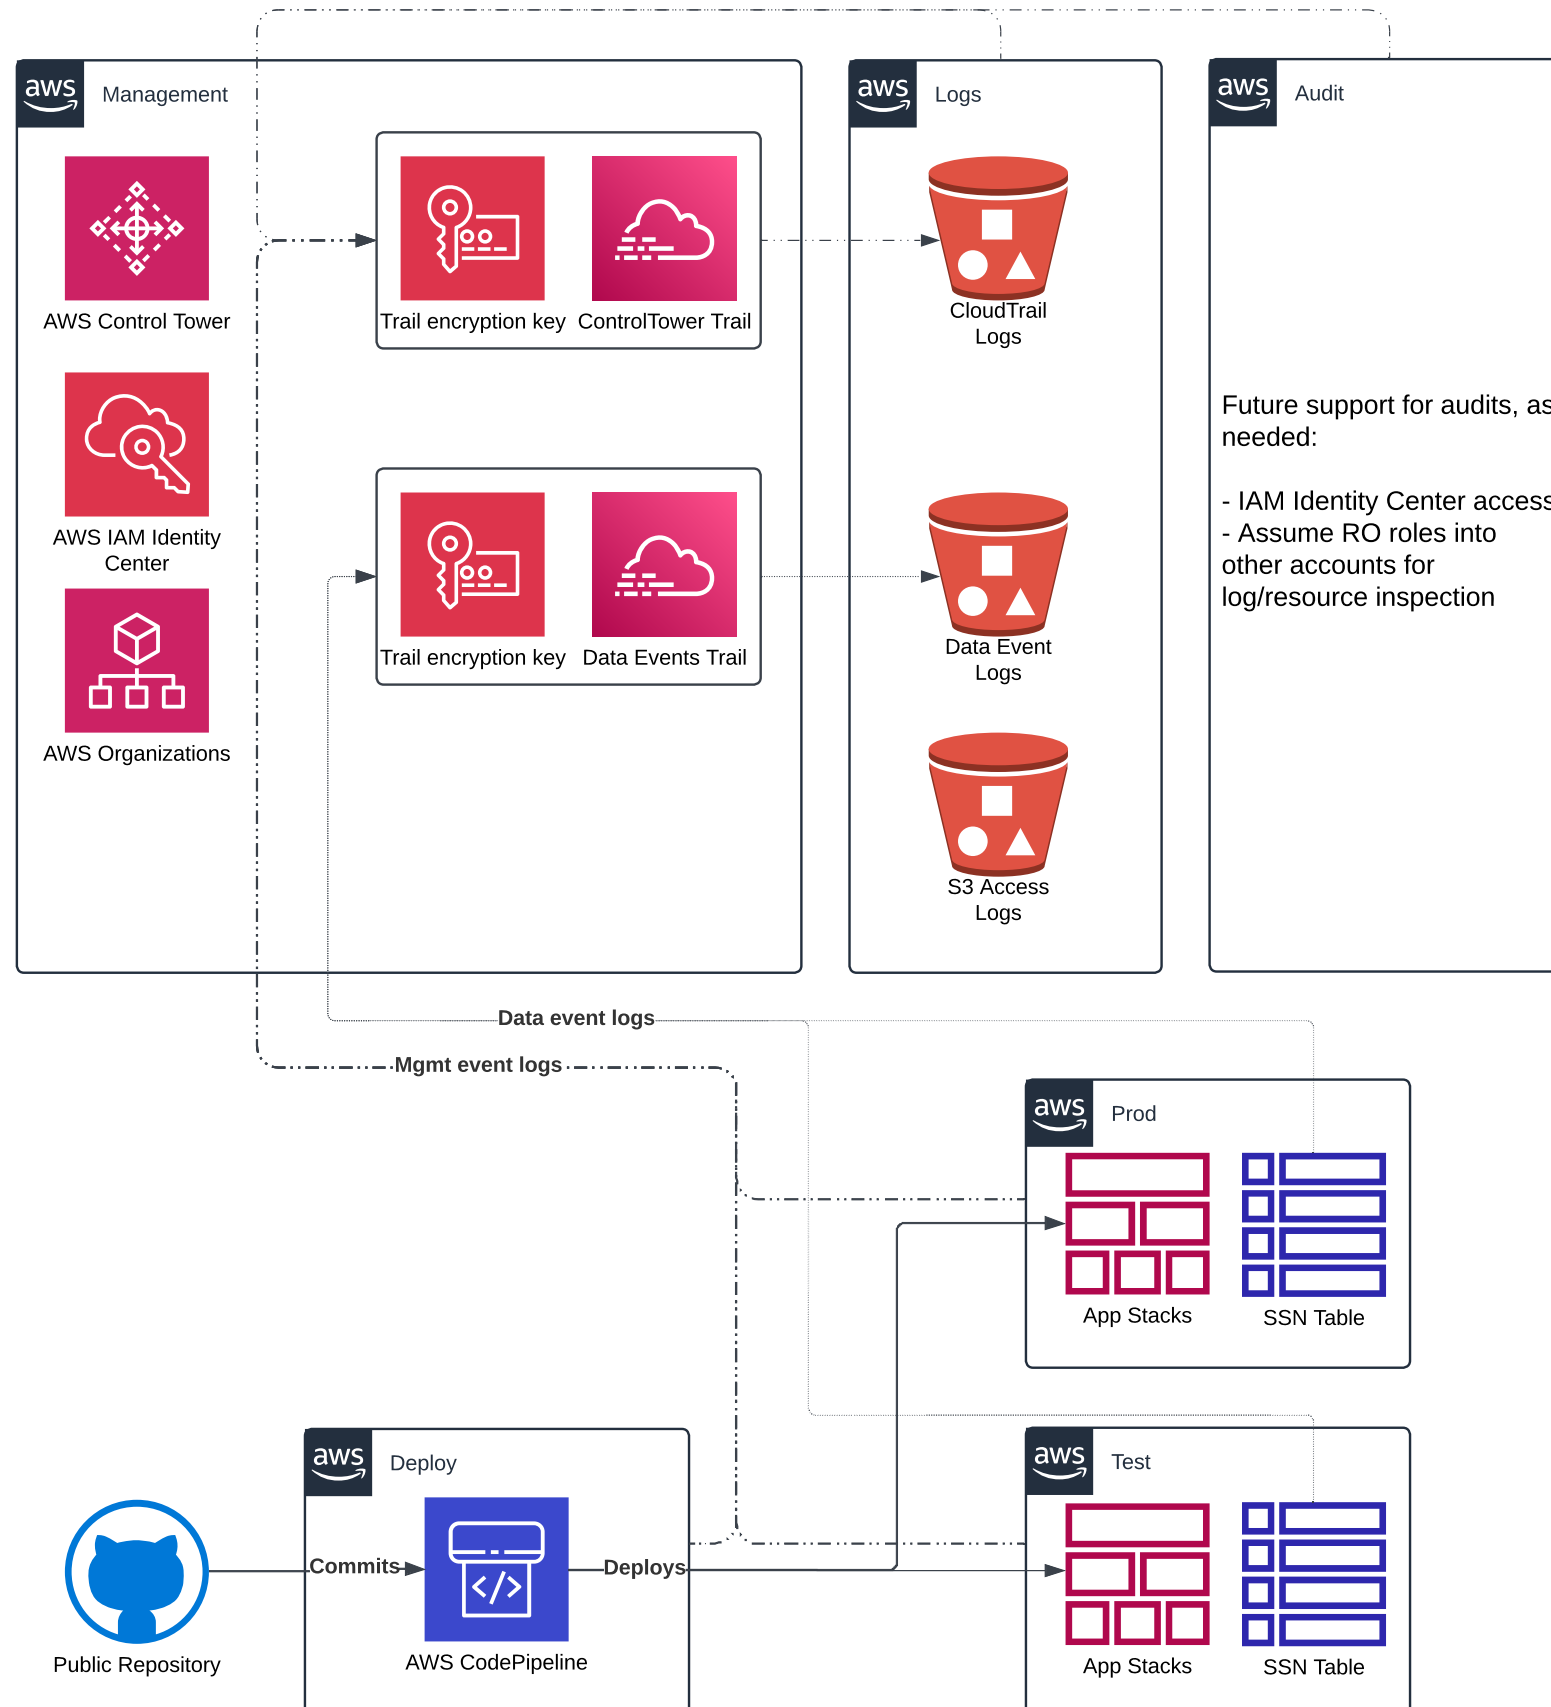 aws
Management
aws
Logs
aws
Audit
AWS Control Tower
Trail encryption key
ControlTower Trail
CloudTrail
Logs
AWS IAM Identity
Center
Trail encryption key
Data Events Trail
Data Event
Logs
AWS Organizations
S3 Access
Logs
Future support for audits, as
needed:
- IAM Identity Center access
- Assume RO roles into
other accounts for
log/resource inspection
Data event logs
Mgmt event logs
aws
Prod
App Stacks
SSN Table
aws
Deploy
aws
Test
Commits
Deploys
Public Repository
AWS CodePipeline
App Stacks
SSN Table